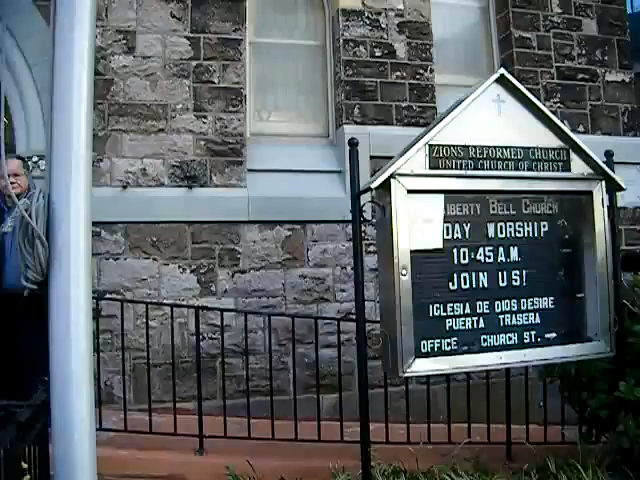 ZIONS REFORMED CHURCH
UNITED CHURCH OF CHRIST
LIBERTY BELL CHURCH
DAY WORSHIP
10:45 A.M.
JOIN US!
IGLESIA DE DIOS DESIRE
PUERTA TRASERA
OFFICE CHURCH ST. →